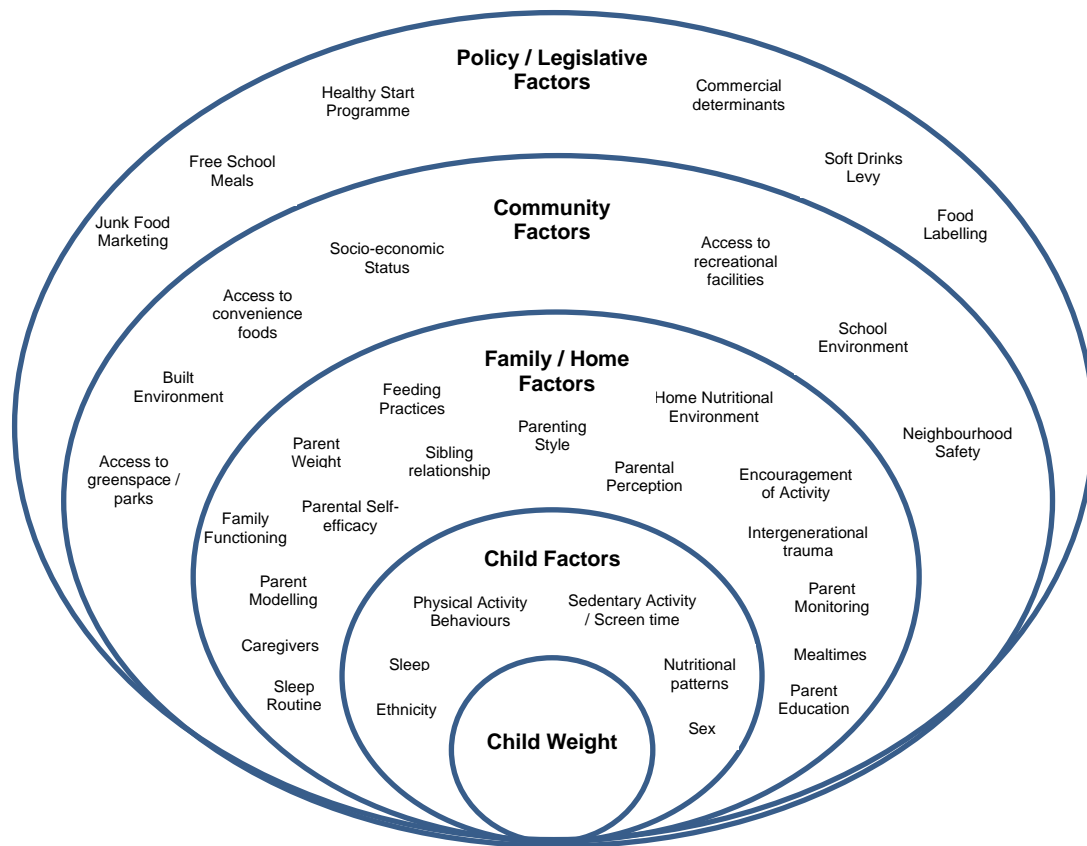 Policy / Legislative
Factors
Healthy Start
Programme
Commercial
determinants
Free School
Meals
Soft Drinks
Levy
Junk Food
Marketing
Food
Labelling
Community
Factors
Socio-economic
Status
Access to
recreational
facilities
Access to
convenience
foods
School
Environment
Built
Environment
Neighbourhood
Safety
Access to
greenspace /
parks
Family / Home
Factors
Feeding
Practices
Home Nutritional
Environment
Parenting
Style
Parent
Weight
Sibling
relationship
Parental
Perception
Encouragement
of Activity
Parental Self-
efficacy
Family
Functioning
Intergenerational
trauma
Parent
Modelling
Parent
Monitoring
Caregivers
Mealtimes
Sleep
Routine
Parent
Education
Child Factors
Physical Activity
Behaviours
Sedentary Activity
/ Screen time
Sleep
Nutritional
patterns
Ethnicity
Sex
Child Weight